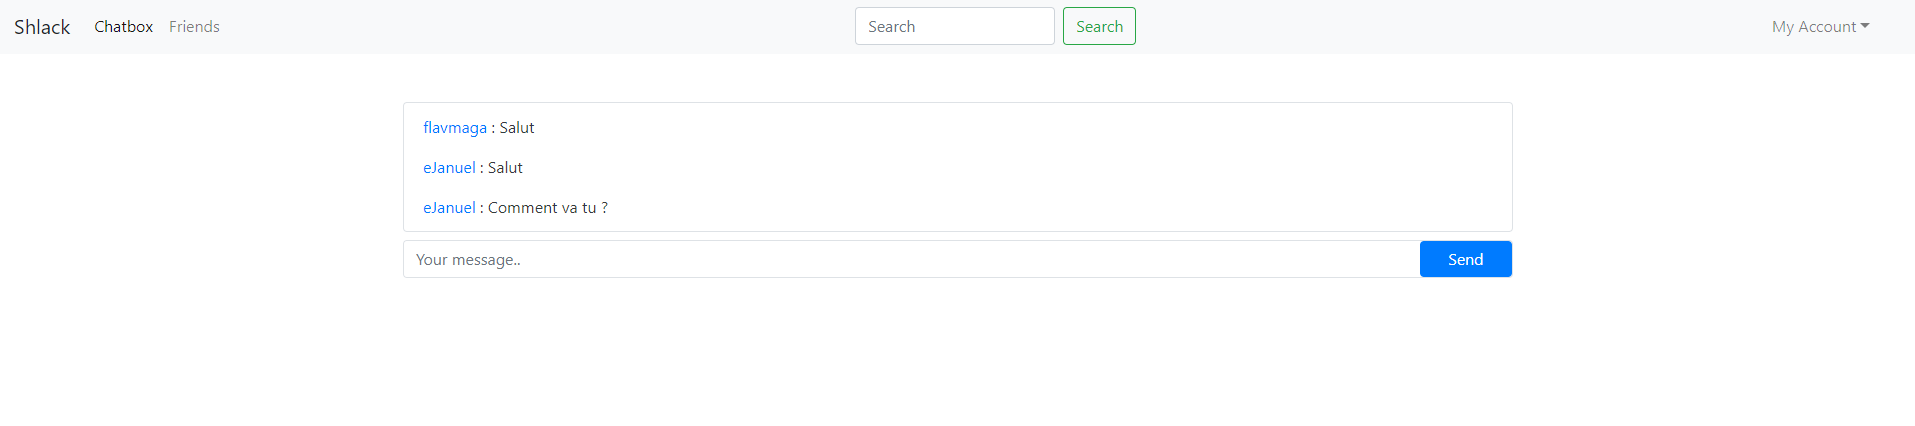 Shlack Chatbox Friends Search Search My Account
flavmaga : Salut
eJanuel : Salut
eJanuel : Comment va tu ?
Your message.. Send